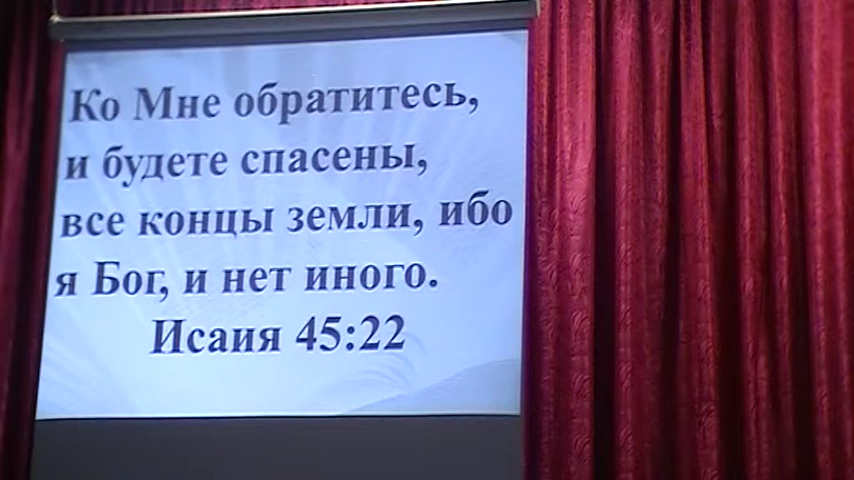 Ко Мне обратитесь,
и будете спасены,
все концы земли, ибо
я Бог, и нет иного.
Исаия 45:22